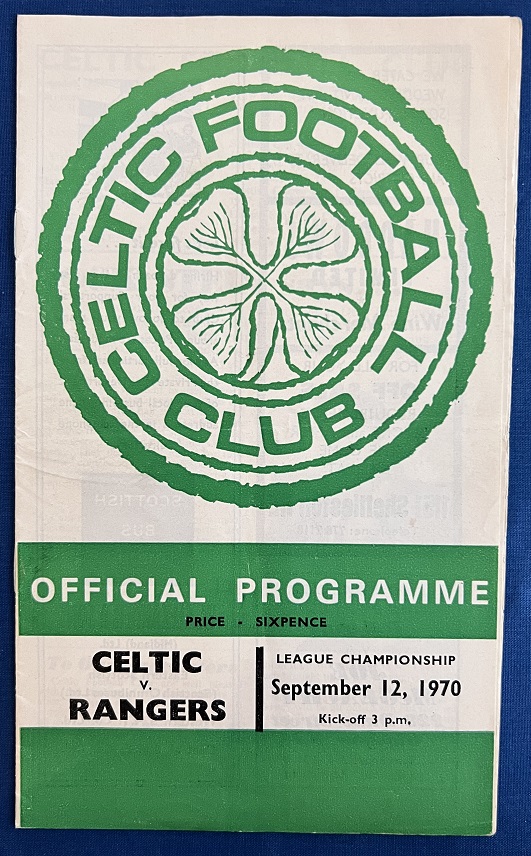 CELTIC FOOTBALL CLUB
OFFICIAL PROGRAMME
PRICE - SIXPENCE
CELTIC
V.
RANGERS
LEAGUE CHAMPIONSHIP
September 12, 1970
Kick-off 3 p.m.